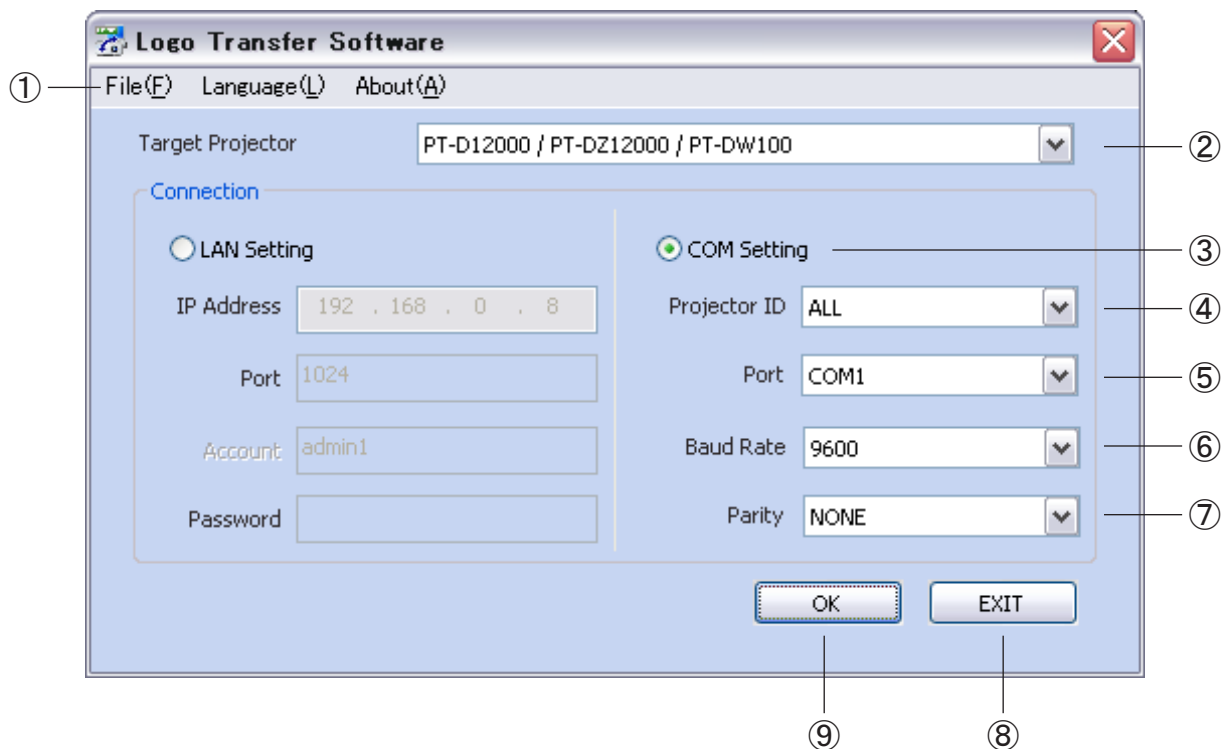 Logo Transfer Software
① File(F) Language(L) About(A)
Target Projector PT-D12000 / PT-DZ12000 / PT-DW100 ②
Connection
LAN Setting COM Setting ③
IP Address 192 . 168 . 0 . 8 Projector ID ALL ④
Port 1024 Port COM1 ⑤
Account admin1 Baud Rate 9600 ⑥
Password Parity NONE ⑦
OK EXIT
⑨ ⑧